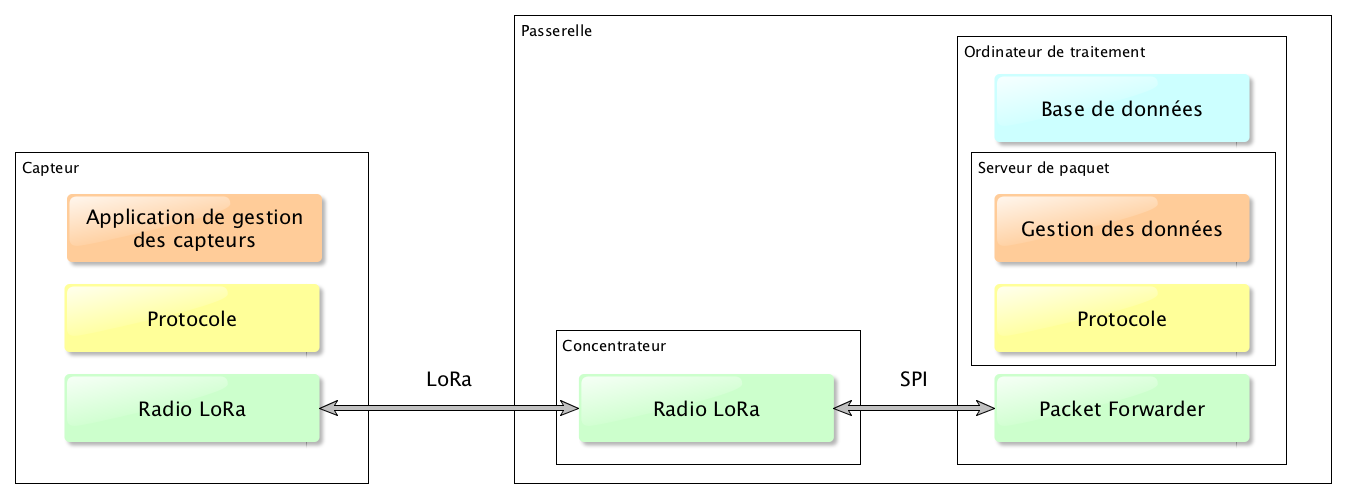 Passerelle
Ordinateur de traitement
Base de données
Capteur
Serveur de paquet
Application de gestion
des capteurs
Gestion des données
Protocole
Protocole
Concentrateur
LoRa
SPI
Radio LoRa
Radio LoRa
Packet Forwarder